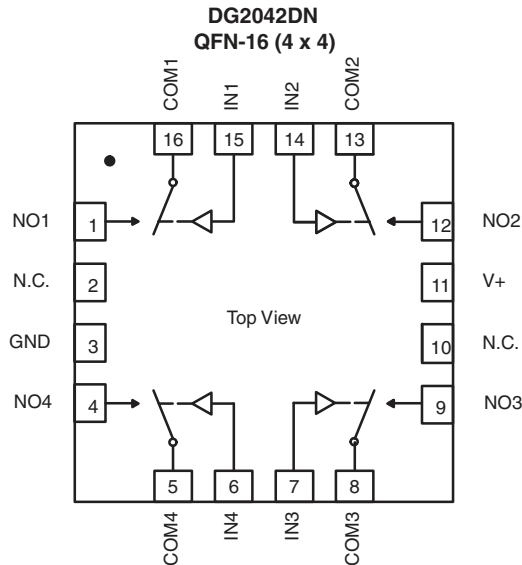 DG2042DN
QFN-16 (4 x 4)
COM1
IN1
IN2
COM2
16
15
14
13
NO1
1
12
NO2
N.C.
2
11
V+
Top View
GND
3
10
N.C.
NO4
4
9
NO3
5
6
7
8
COM4
IN4
IN3
COM3